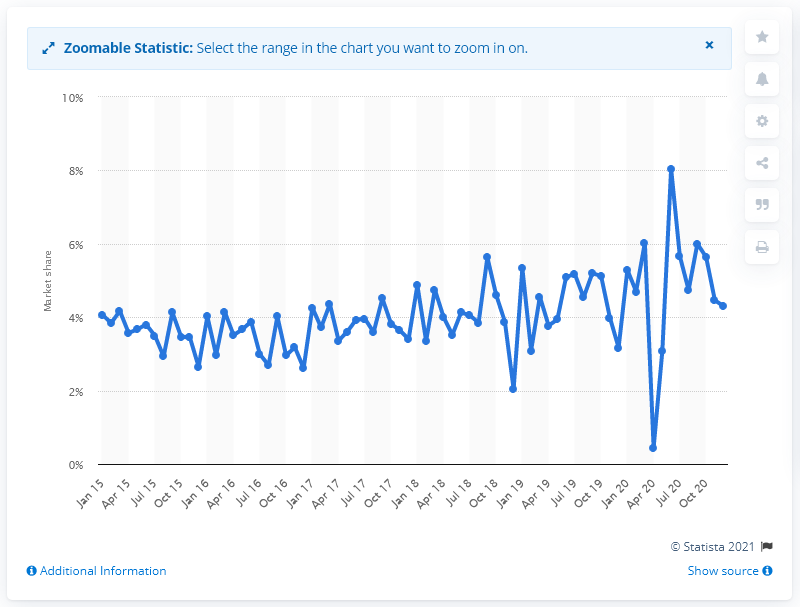 Zoomable Statistic: Select the range in the chart you want to zoom in on.
×
10%
8%
6%
4%
2%
0%
Market share
Jan 15
Apr 15
Jul 15
Oct 15
Jan 16
Apr 16
Jul 16
Oct 16
Jan 17
Apr 17
Jul 17
Oct 17
Jan 18
Apr 18
Jul 18
Oct 18
Jan 19
Apr 19
Jul 19
Oct 19
Jan 20
Apr 20
Jul 20
Oct 20
© Statista 2021
Additional Information
Show source